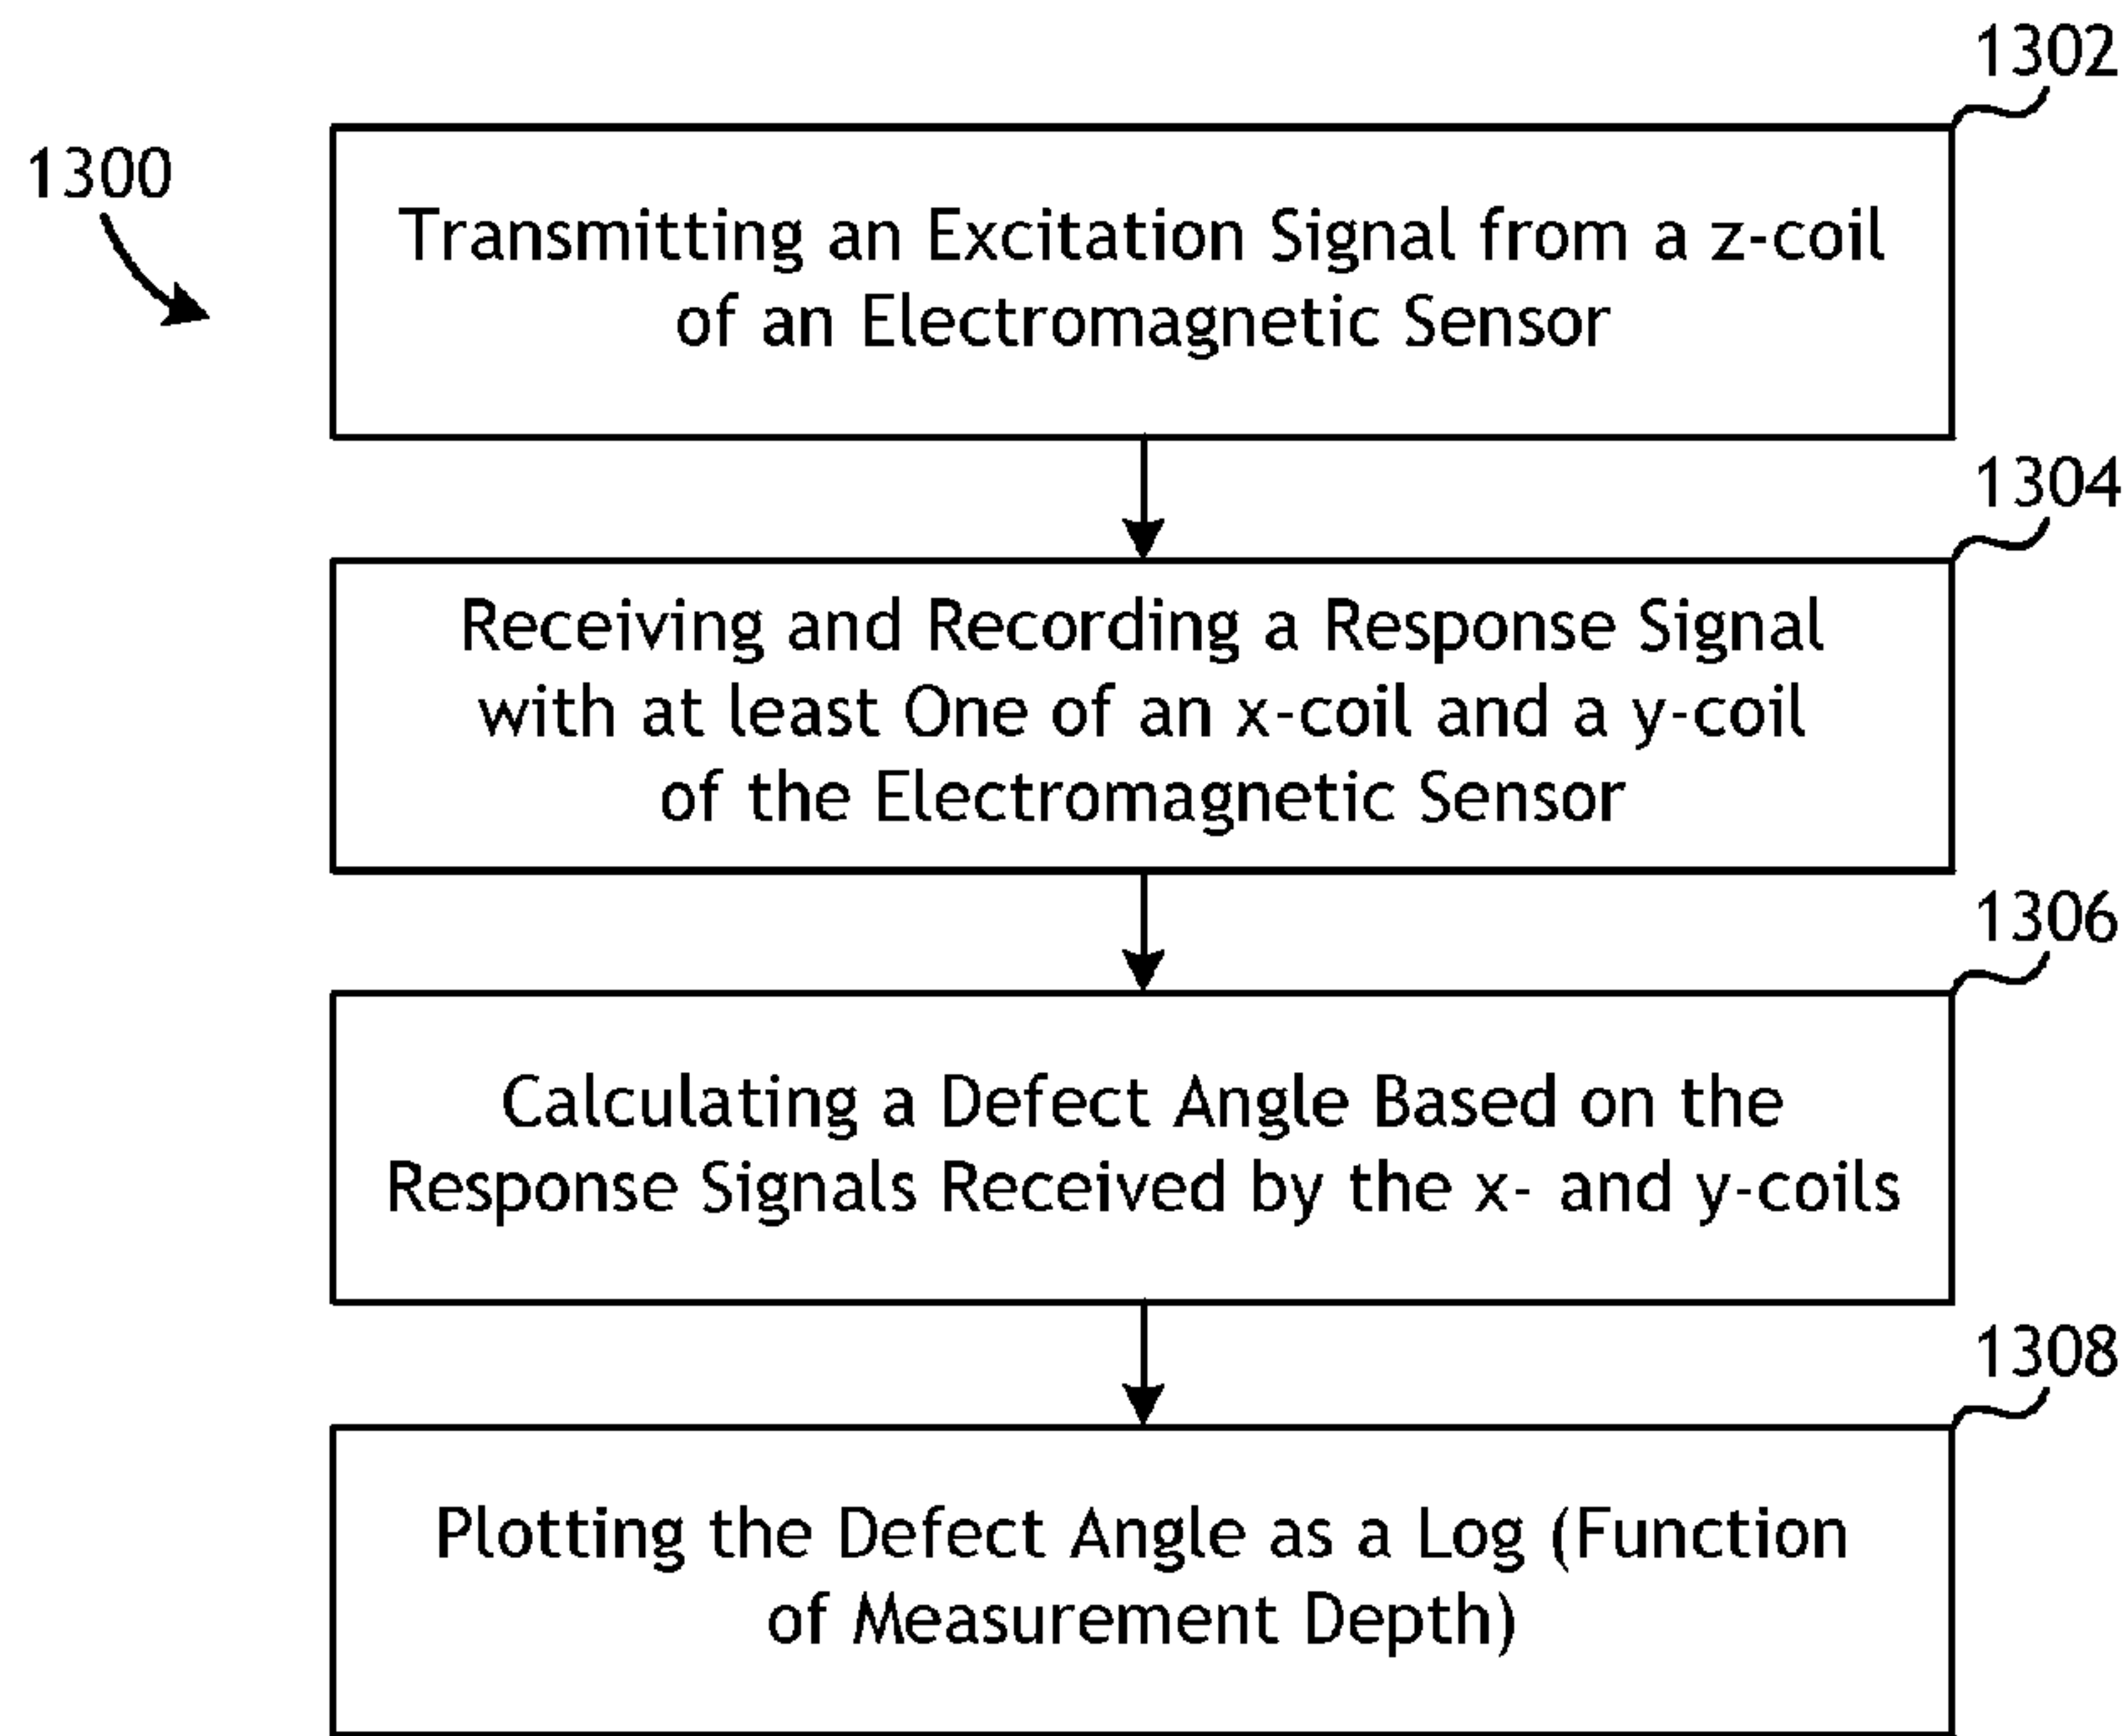 1302
1300
Transmitting an Excitation Signal from a z-coil
of an Electromagnetic Sensor
1304
Receiving and Recording a Response Signal
with at least One of an x-coil and a y-coil
of the Electromagnetic Sensor
1306
Calculating a Defect Angle Based on the
Response Signals Received by the x- and y-coils
1308
Plotting the Defect Angle as a Log (Function
of Measurement Depth)